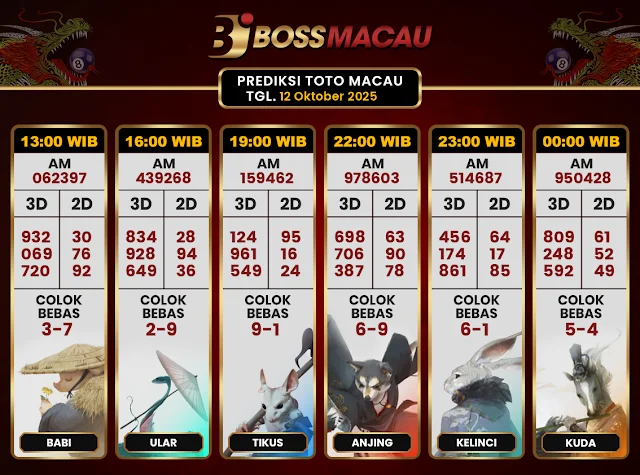 BJ BOSSMACAU
PREDIKSI TOTO MACAU
TGL. 12 Oktober 2025
8
8
13:00 WIB
AM
062397
3D 2D
932 30
069 76
720 92
COLOK
BEBAS
3-7
BABI
16:00 WIB
AM
439268
3D 2D
834 28
928 94
649 36
COLOK
BEBAS
2-9
ULAR
19:00 WIB
AM
159462
3D 2D
124 95
961 16
549 24
COLOK
BEBAS
9-1
TIKUS
22:00 WIB
AM
978603
3D 2D
698 63
706 90
387 78
COLOK
BEBAS
6-9
ANJING
23:00 WIB
AM
514687
3D 2D
456 64
174 17
861 85
COLOK
BEBAS
6-1
KELINCI
00:00 WIB
AM
950428
3D 2D
809 61
248 52
592 49
COLOK
BEBAS
5-4
KUDA